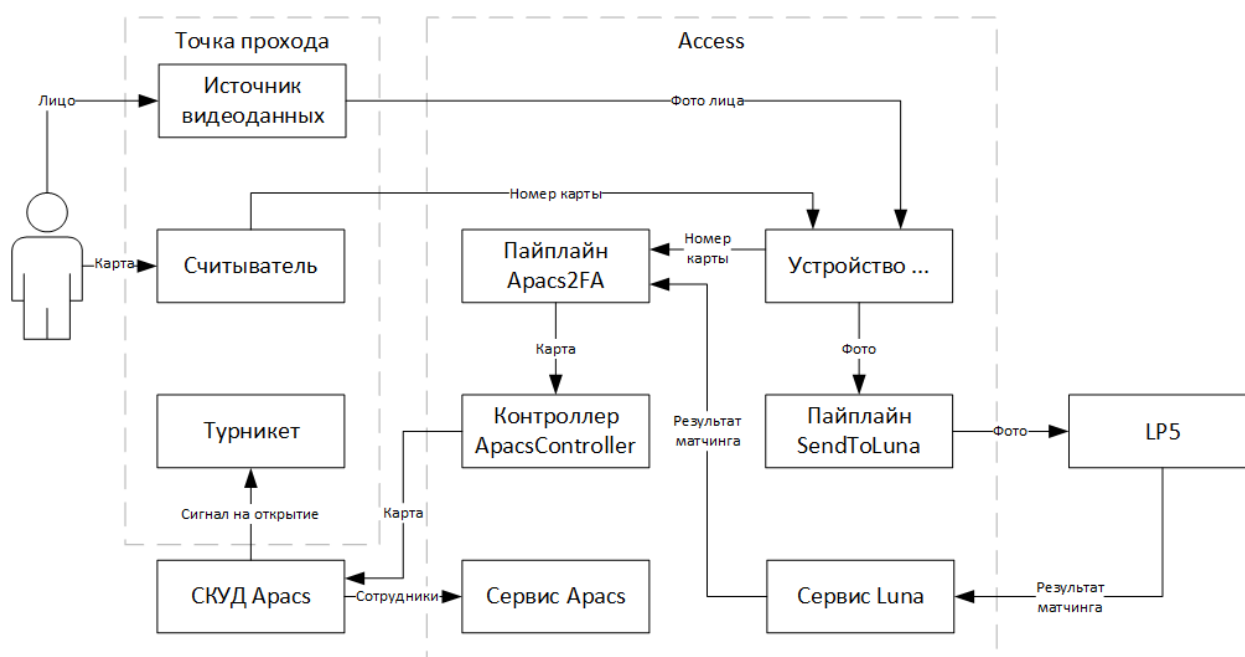 Точка прохода
Access
Источник
видеоданных
Лицо
Фото лица
Номер карты
Карта
Считыватель
Пайплайн
Apacs2FA
Номер
карты
Устройство ...
Карта
Фото
Турникет
Контроллер
ApacsController
Результат
матчинга
Пайплайн
SendToLuna
Фото
LP5
Сигнал на открытие
Карта
СКУД Apacs
Сотрудники
Сервис Apacs
Сервис Luna
Результат
матчинга